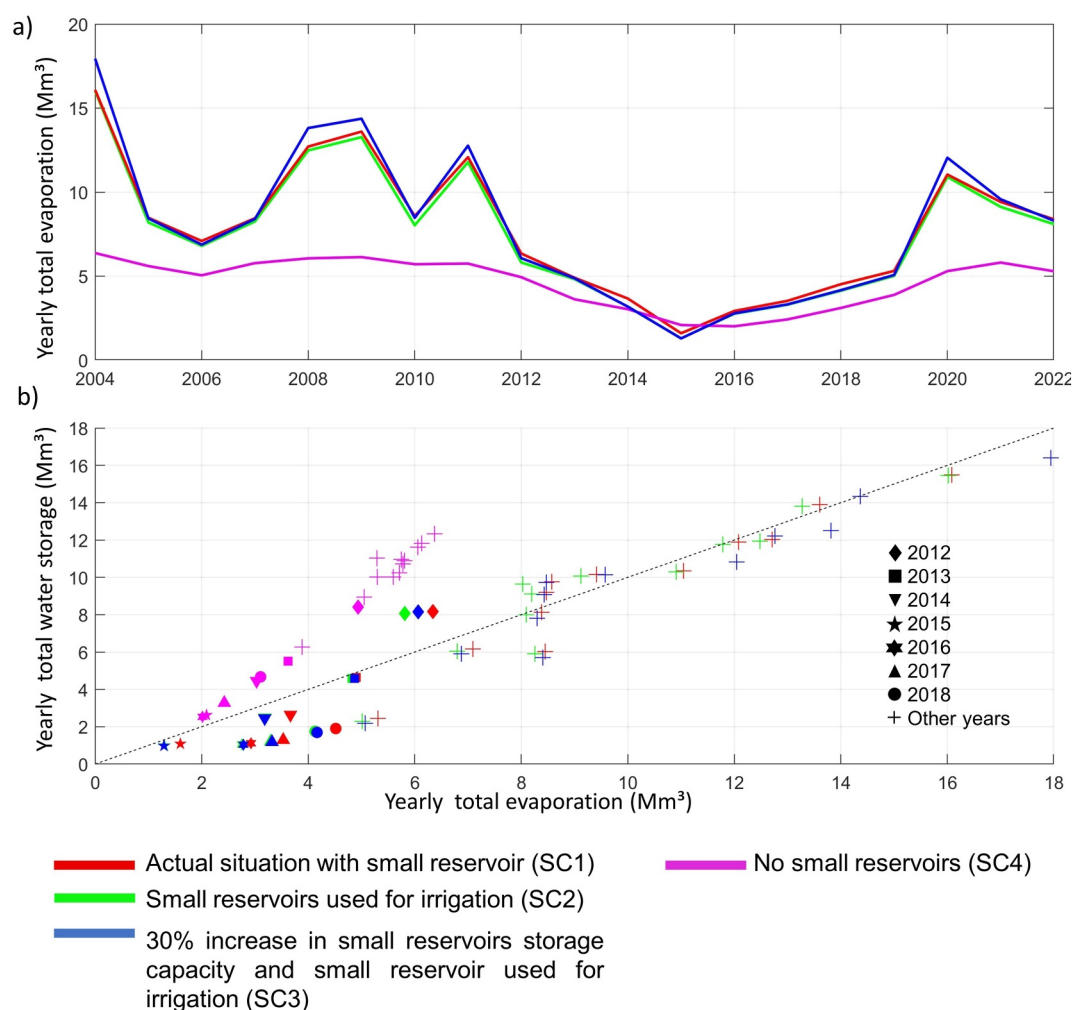 a)
Yearly total evaporation (Mm³)
20
15
10
5
0
2004 2006 2008 2010 2012 2014 2016 2018 2020 2022
b)
Yearly total water storage (Mm³)
18
16
14
12
10
8
6
4
2
0
2012
2013
2014
2015
2016
2017
2018
Other years
0 2 4 6 8 10 12 14 16 18
Yearly total evaporation (Mm³)
Actual situation with small reservoir (SC1)
No small reservoirs (SC4)
Small reservoirs used for irrigation (SC2)
30% increase in small reservoirs storage
capacity and small reservoir used for
irrigation (SC3)